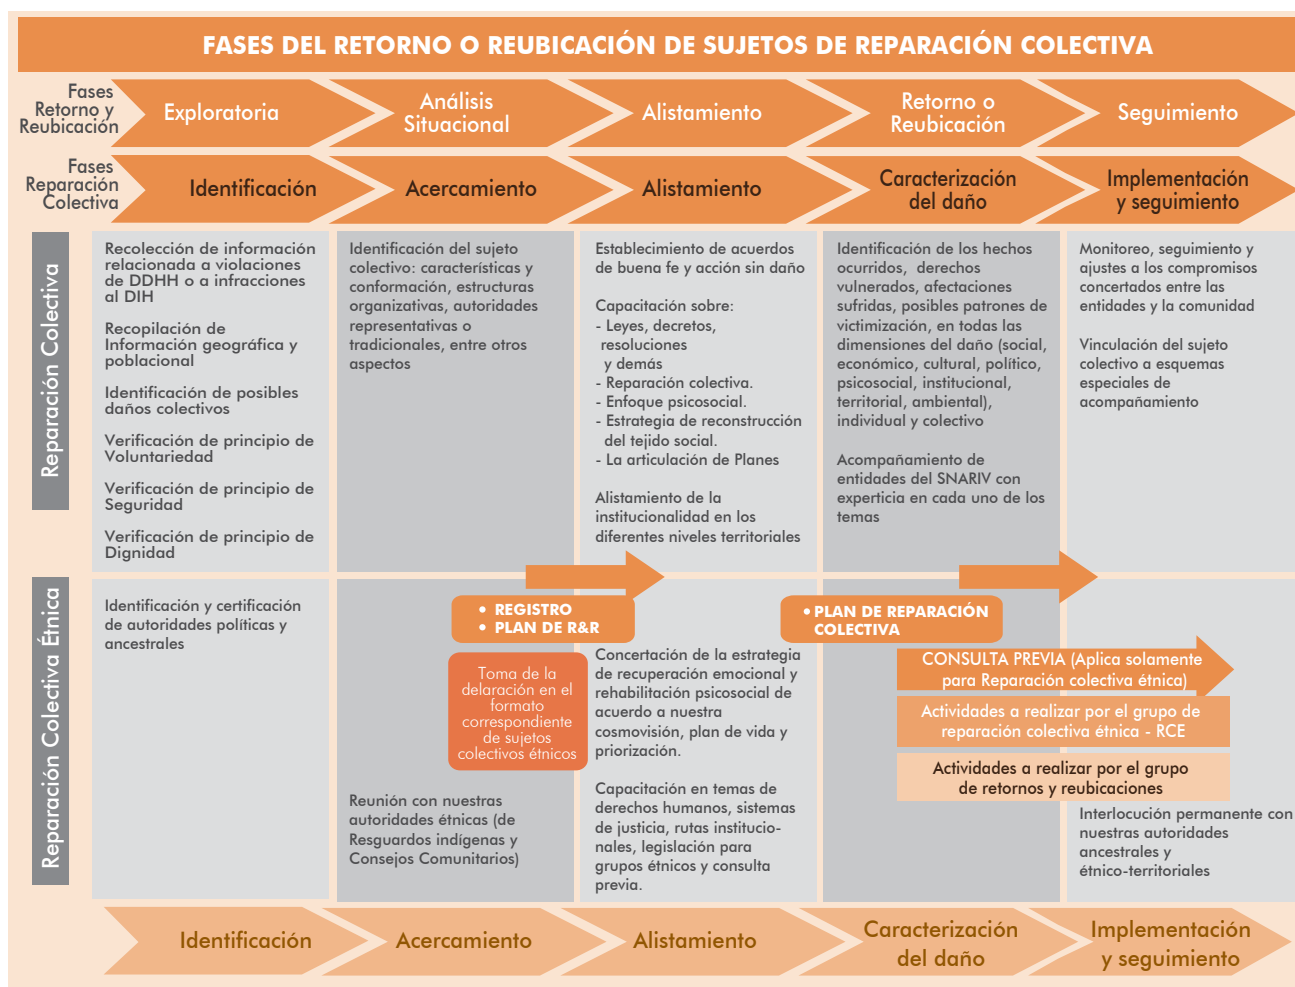 FASES DEL RETORNO O REUBICACIÓN DE SUJETOS DE REPARACIÓN COLECTIVA
Fases
Retorno y
Reubicación
Exploratoria
Análisis
Situacional
Alistamiento
Retorno o
Reubicación
Seguimiento
Fases
Reparación
Colectiva
Identificación
Acercamiento
Alistamiento
Caracterización
del daño
Implementación
y seguimiento
Reparación Colectiva
Recolección de información
relacionada a violaciones
de DDHH o a infracciones
al DIH
Recopilación de
Información geográfica y
poblacional
Identificación de posibles
daños colectivos
Verificación de principio de
Voluntariedad
Verificación de principio de
Seguridad
Verificación de principio de
Dignidad
Identificación del sujeto
colectivo: características y
conformación, estructuras
organizativas, autoridades
representativas o
tradicionales, entre otros
aspectos
Establecimiento de acuerdos
de buena fe y acción sin daño
Capacitación sobre:
- Leyes, decretos,
resoluciones
y demás
- Reparación colectiva.
- Enfoque psicosocial.
- Estrategia de reconstrucción
del tejido social.
- La articulación de Planes
Alistamiento de la
institucionalidad en los
diferentes niveles territoriales
Identificación de los hechos
ocurridos, derechos
vulnerados, afectaciones
sufridas, posibles patrones de
victimización, en todas las
dimensiones del daño (social,
económico, cultural, político,
psicosocial, institucional,
territorial, ambiental),
individual y colectivo
Acompañamiento de
entidades del SNARIV con
experticia en cada uno de los
temas
Monitoreo, seguimiento y
ajustes a los compromisos
concertados entre las
entidades y la comunidad
Vinculación del sujeto
colectivo a esquemas
especiales de
acompañamiento
Reparación Colectiva Étnica
Identificación y certificación
de autoridades políticas y
ancestrales
• REGISTRO
• PLAN DE R&R
Toma de la
delaración en el
formato
correspondiente
de sujetos
colectivos étnicos
Reunión con nuestras
autoridades étnicas (de
Resguardos indígenas y
Consejos Comunitarios)
Concertación de la estrategia
de recuperación emocional y
rehabilitación psicosocial de
acuerdo a nuestra
cosmovisión, plan de vida y
priorización.
Capacitación en temas de
derechos humanos, sistemas
de justicia, rutas institucio-
nales, legislación para
grupos étnicos y consulta
previa.
• PLAN DE REPARACIÓN
COLECTIVA
CONSULTA PREVIA (Aplica solamente
para Reparación colectiva étnica)
Actividades a realizar por el grupo de
reparación colectiva étnica - RCE
Actividades a realizar por el grupo
de retornos y reubicaciones
Interlocución permanente con
nuestras autoridades
ancestrales y
étnico-territoriales
Identificación
Acercamiento
Alistamiento
Caracterización
del daño
Implementación
y seguimiento